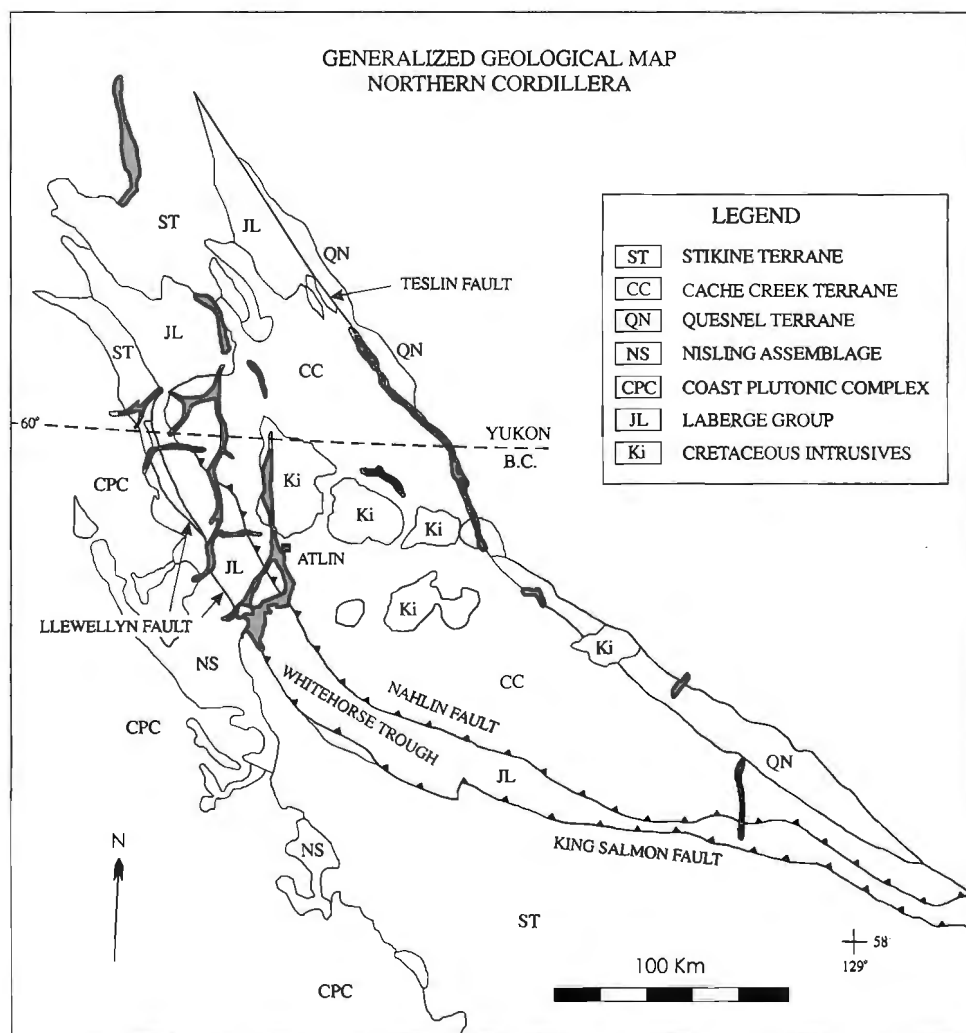 GENERALIZED GEOLOGICAL MAP
NORTHERN CORDILLERA
LEGEND
ST STIKINE TERRANE
CC CACHE CREEK TERRANE
QN QUESNEL TERRANE
NS NISLING ASSEMBLAGE
CPC COAST PLUTONIC COMPLEX
JL LABERGE GROUP
Ki CRETACEOUS INTRUSIVES
ST
JL
QN
TESLIN FAULT
JL
ST
QN
CC
60°
YUKON
B.C.
CPC
Ki
Ki
Ki
ATLIN
JL
Ki
LLEWELLYN FAULT
NS
Ki
CC
NAHLIN FAULT
WHITEHORSE TROUGH
CPC
QN
JL
KING SALMON FAULT
N
NS
ST
58
129°
100 Km
CPC